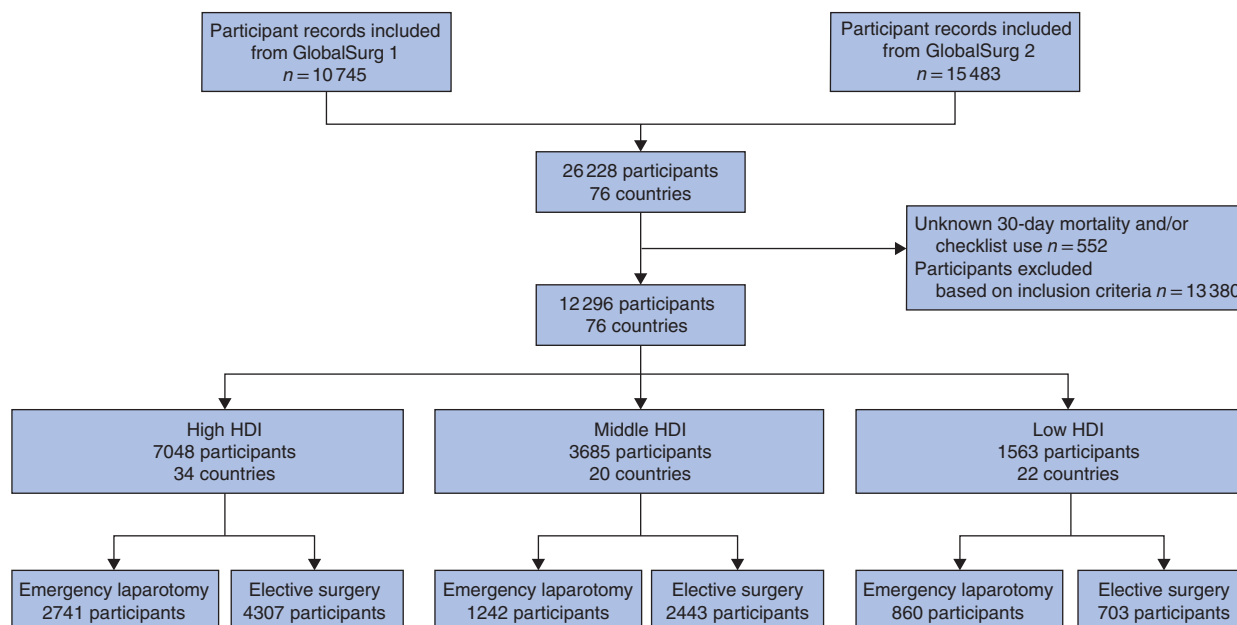 Participant records included
from GlobalSurg 1
n = 10 745
Participant records included
from GlobalSurg 2
n = 15 483
26 228 participants
76 countries
Unknown 30-day mortality and/or
checklist use n = 552
Participants excluded
based on inclusion criteria n = 13 380
12 296 participants
76 countries
High HDI
7048 participants
34 countries
Middle HDI
3685 participants
20 countries
Low HDI
1563 participants
22 countries
Emergency laparotomy
2741 participants
Elective surgery
4307 participants
Emergency laparotomy
1242 participants
Elective surgery
2443 participants
Emergency laparotomy
860 participants
Elective surgery
703 participants